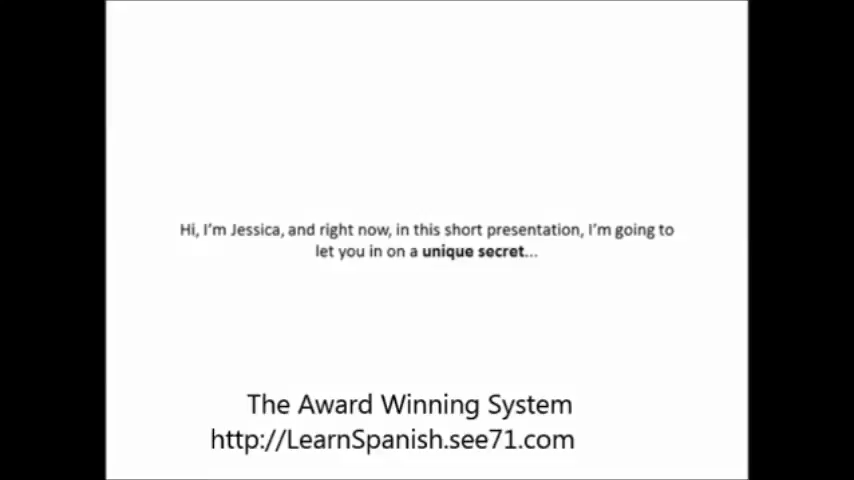 Hi, I'm Jessica, and right now, in this short presentation, I'm going to
let you in on a unique secret...
The Award Winning System
http://LearnSpanish.see71.com